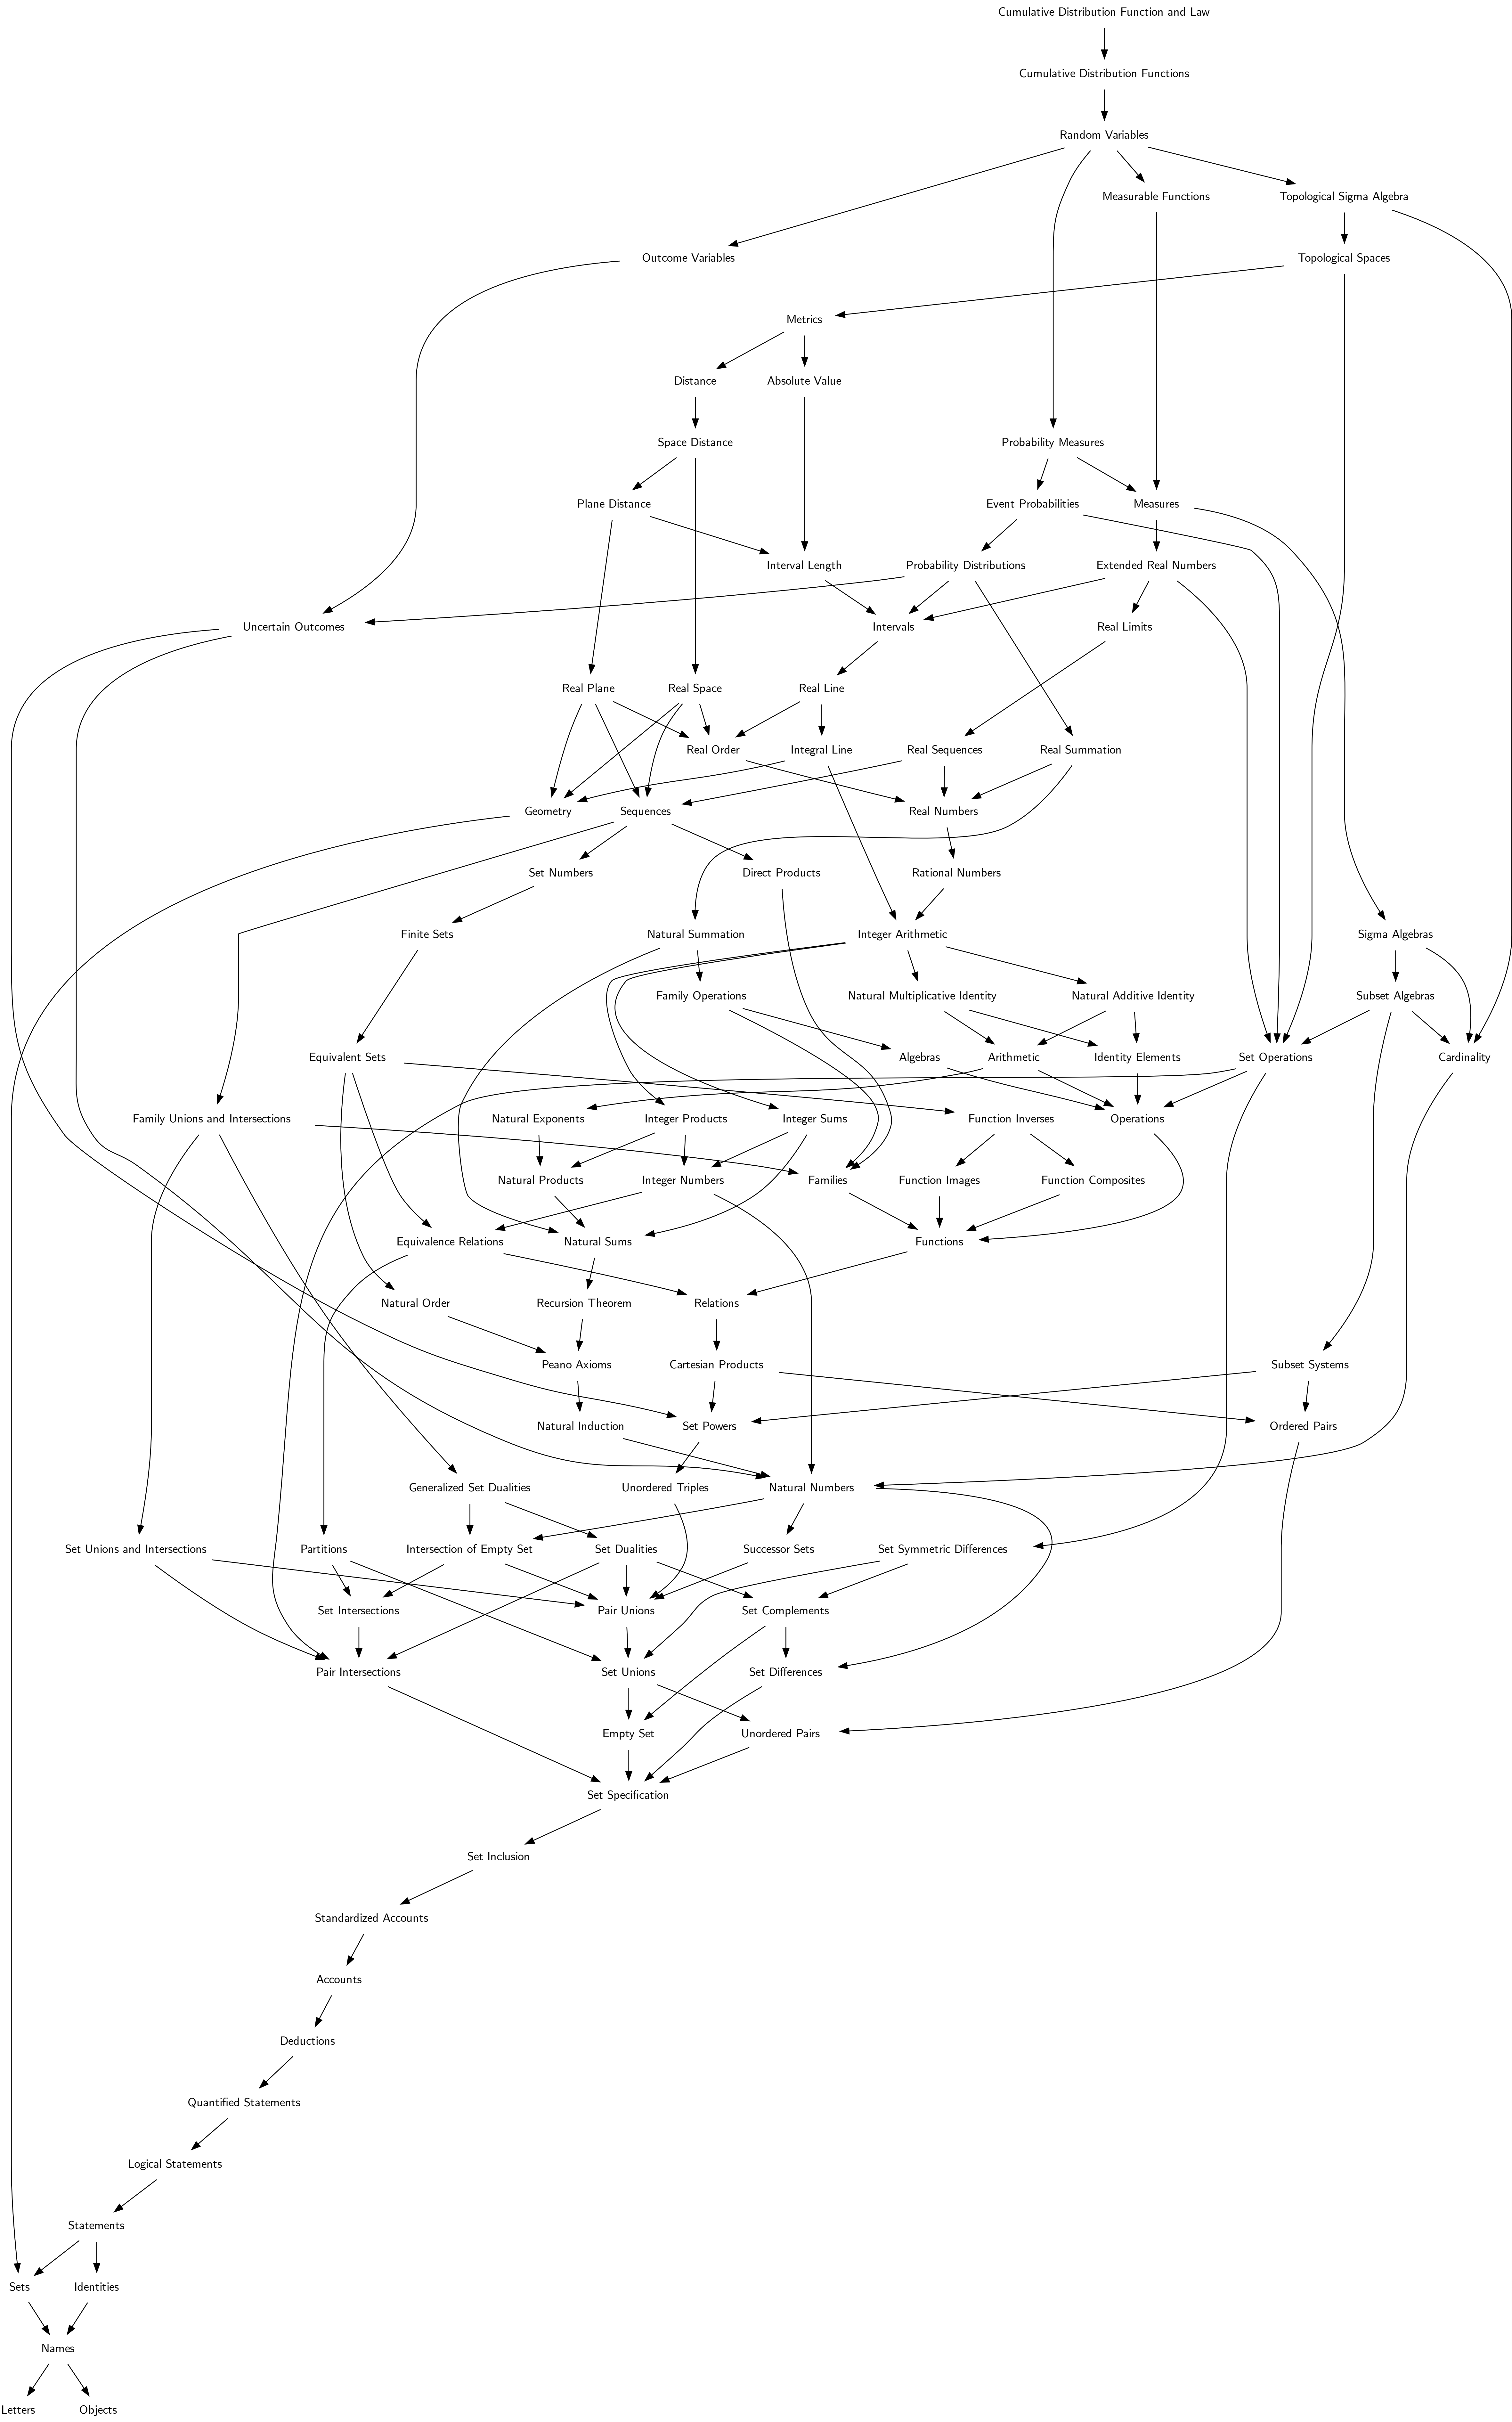 Cumulative Distribution Function and Law
Cumulative Distribution Functions
Random Variables
Measurable Functions
Topological Sigma Algebra
Outcome Variables
Topological Spaces
Metrics
Distance
Absolute Value
Space Distance
Probability Measures
Plane Distance
Event Probabilities
Measures
Interval Length
Probability Distributions
Extended Real Numbers
Uncertain Outcomes
Intervals
Real Limits
Real Plane
Real Space
Real Line
Real Order
Integral Line
Real Sequences
Real Summation
Geometry
Sequences
Real Numbers
Set Numbers
Direct Products
Rational Numbers
Finite Sets
Natural Summation
Integer Arithmetic
Sigma Algebras
Family Operations
Natural Multiplicative Identity
Natural Additive Identity
Subset Algebras
Equivalent Sets
Algebras
Arithmetic
Identity Elements
Set Operations
Cardinality
Family Unions and Intersections
Natural Exponents
Integer Products
Integer Sums
Function Inverses
Operations
Natural Products
Integer Numbers
Families
Function Images
Function Composites
Equivalence Relations
Natural Sums
Functions
Natural Order
Recursion Theorem
Relations
Peano Axioms
Cartesian Products
Subset Systems
Natural Induction
Set Powers
Ordered Pairs
Generalized Set Dualities
Unordered Triples
Natural Numbers
Set Unions and Intersections
Partitions
Intersection of Empty Set
Set Dualities
Successor Sets
Set Symmetric Differences
Set Intersections
Pair Unions
Set Complements
Pair Intersections
Set Unions
Set Differences
Empty Set
Unordered Pairs
Set Specification
Set Inclusion
Standardized Accounts
Accounts
Deductions
Quantified Statements
Logical Statements
Statements
Sets
Identities
Names
Letters
Objects